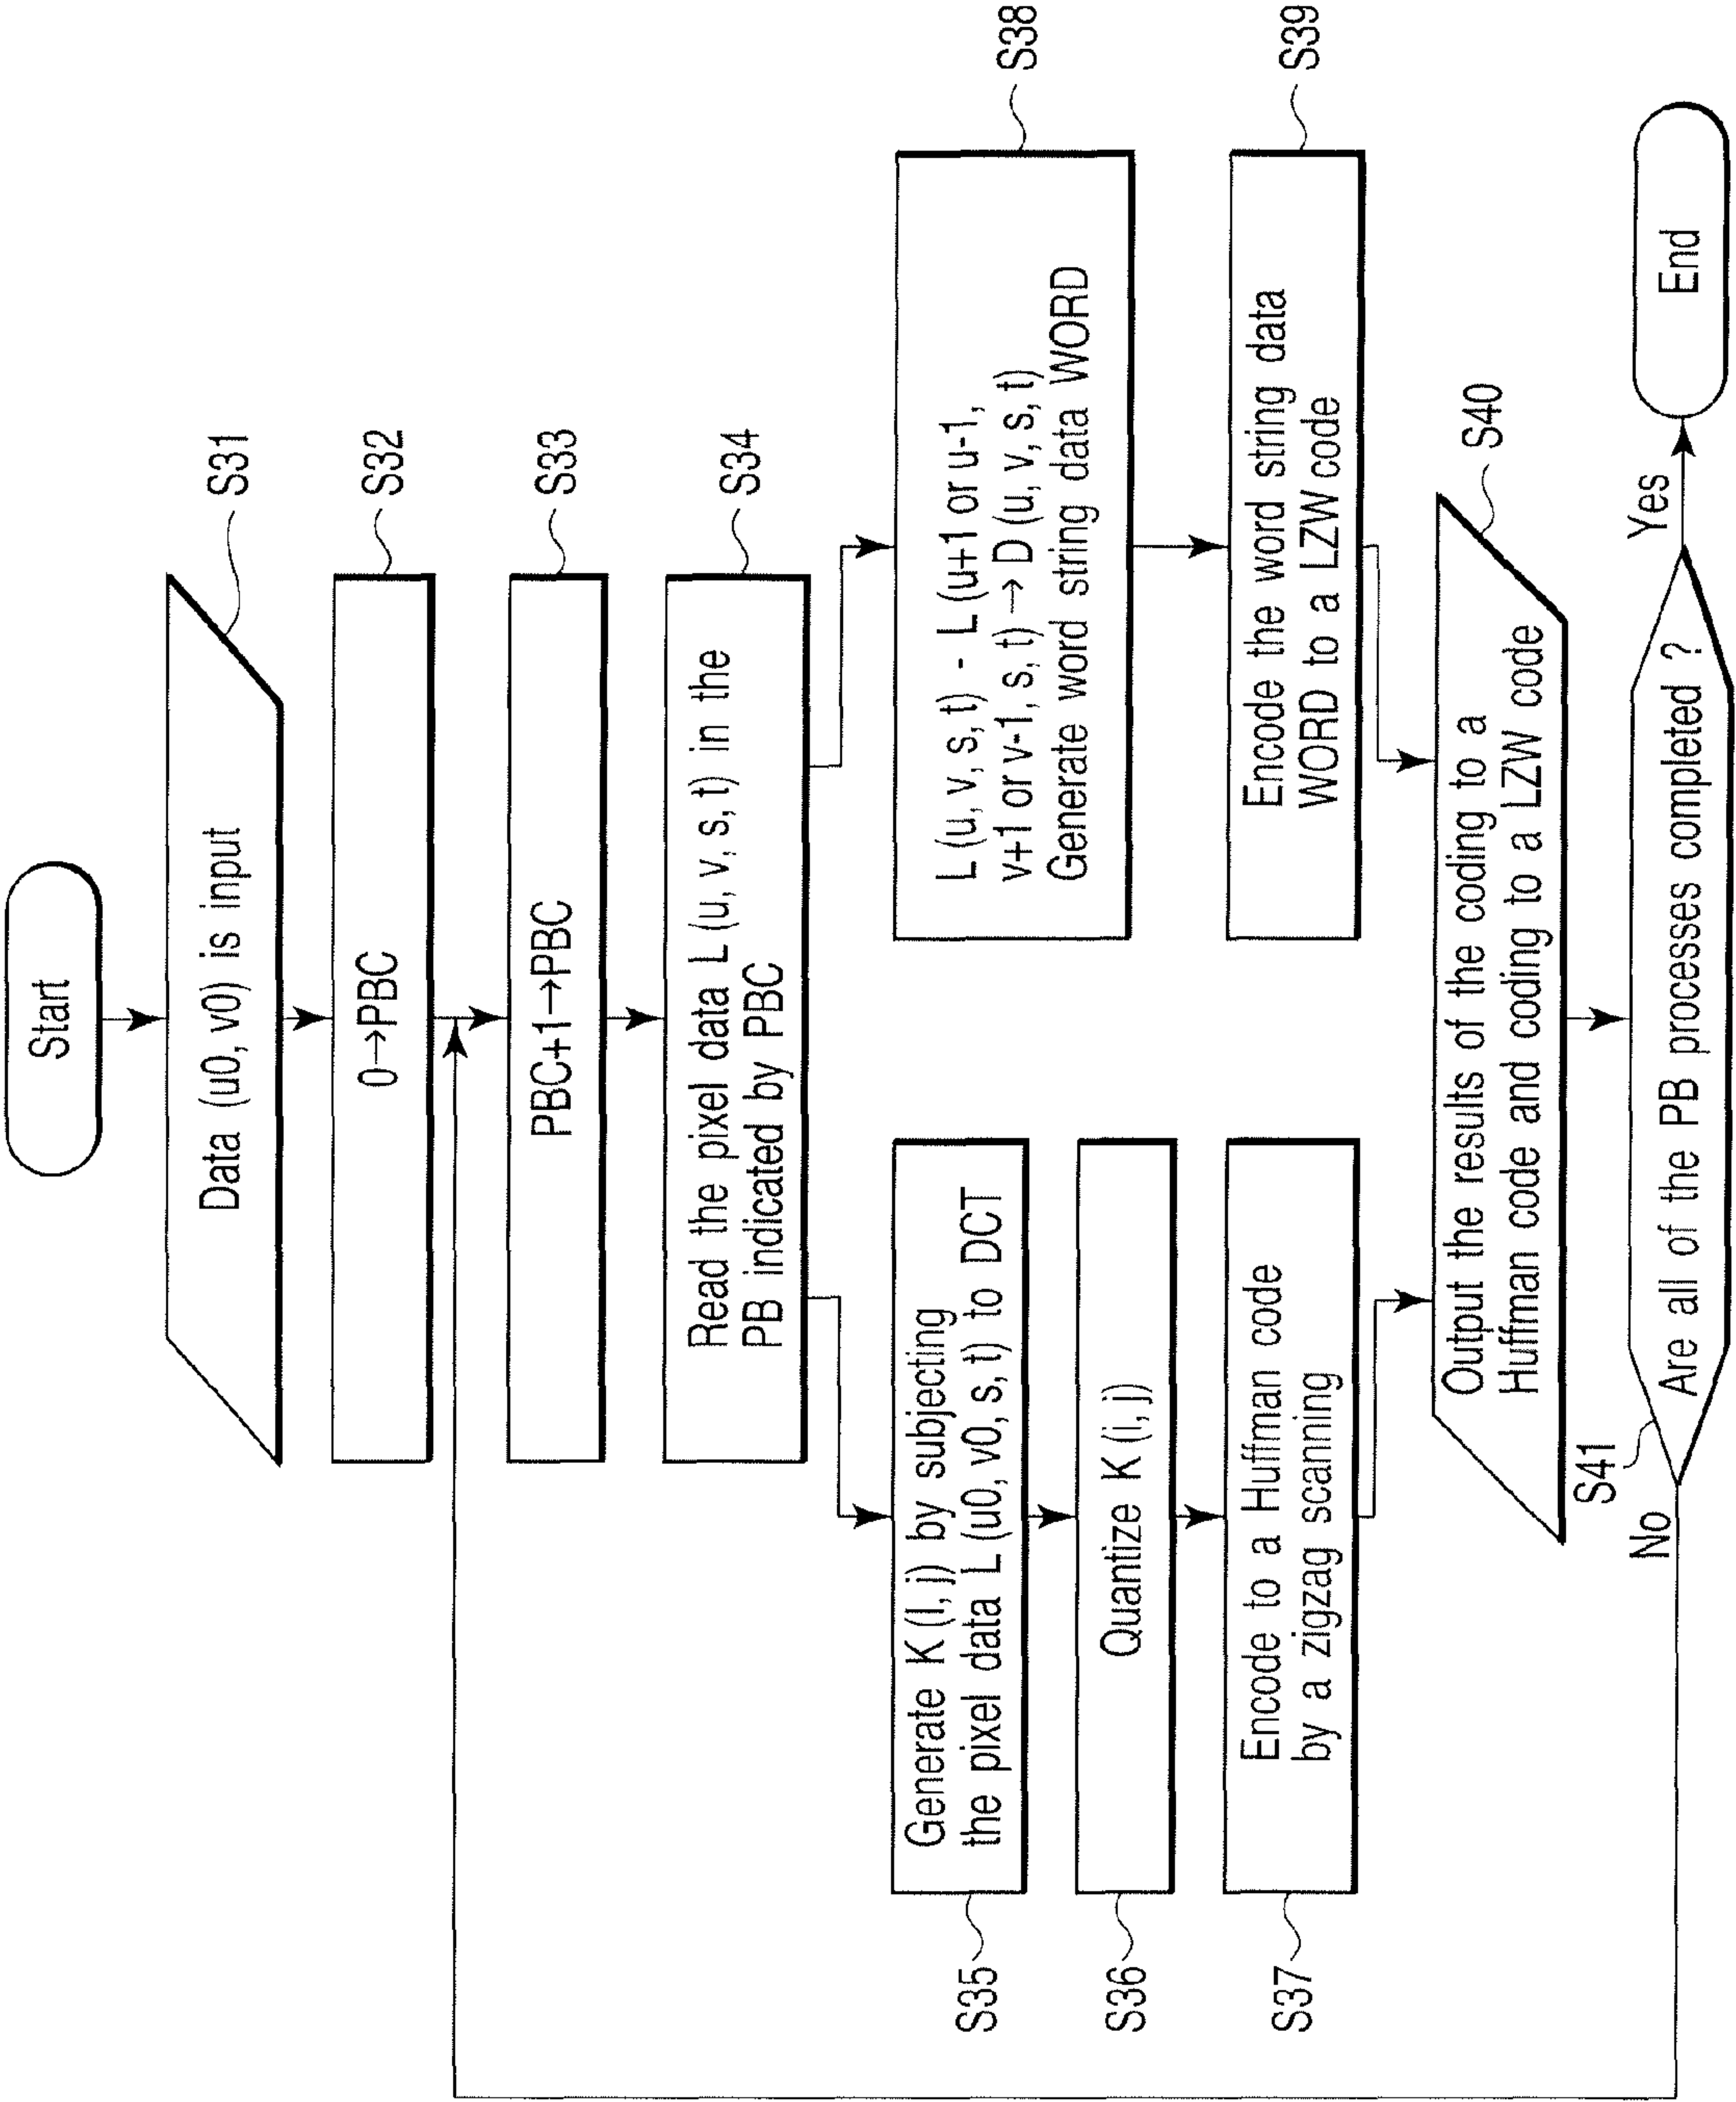 Start
Data (u0, v0) is input
S31
0→PBC
S32
PBC+1→PBC
S33
Read the pixel data L (u, v, s, t) in the
PB indicated by PBC
S34
Generate K (I, j) by subjecting
the pixel data L (u0, v0, s, t) to DCT
S35
Quantize K (i, j)
S36
Encode to a Huffman code
by a zigzag scanning
S37
L (u, v, s, t) - L (u+1 or u-1,
v+1 or v-1, s, t) → D (u, v, s, t)
Generate word string data WORD
S38
Encode the word string data
WORD to a LZW code
S39
Output the results of the coding to a
Huffman code and coding to a LZW code
S40
S41
Are all of the PB processes completed ?
No
Yes
End